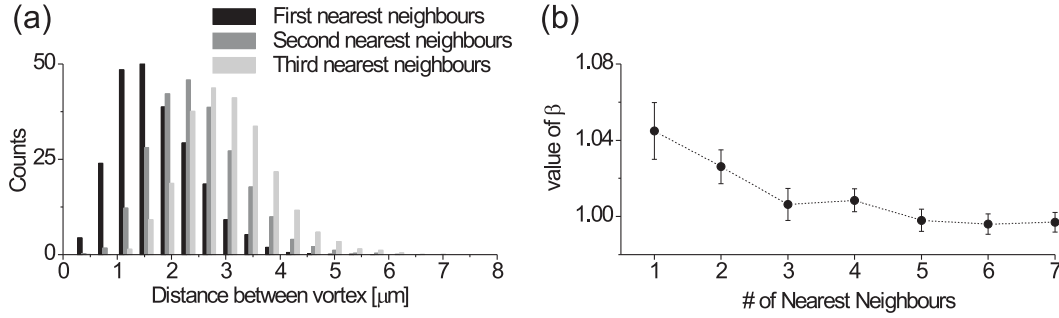 (a)
First nearest neighbours
Second nearest neighbours
Third nearest neighbours
50
25
0
Counts
0 1 2 3 4 5 6 7 8
Distance between vortex [μm]
(b)
1.08
1.04
1.00
value of β
1 2 3 4 5 6 7
# of Nearest Neighbours